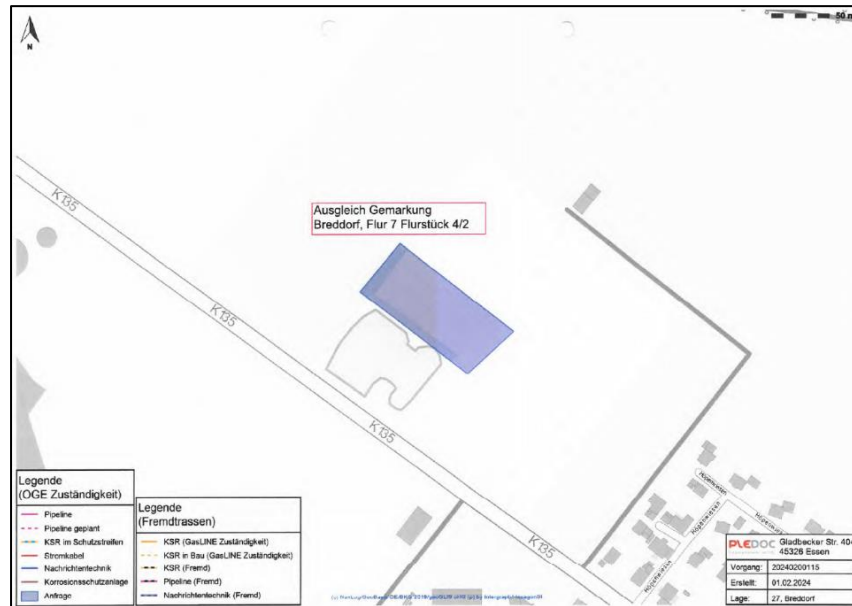 N
50 m
K135
Ausgleich Gemarkung
Breddorf, Flur 7 Flurstück 4/2
K135
K135
K135
Legende
(OGE Zuständigkeit)
Pipeline
Pipeline geplant
KSR im Schutzstreifen
Stromkabel
Nachrichtentechnik
Korrosionsschutzanlage
Anfrage
Legende
(Fremdtrassen)
KSR (GasLINE Zuständigkeit)
KSR in Bau (GasLINE Zuständigkeit)
KSR (Fremd)
Pipeline (Fremd)
Nachrichtentechnik (Fremd)
PLEDOC
Gladbecker Str. 404
45326 Essen
Vorgang: 20240200115
Erstellt: 01.02.2024
Lage: 27, Breddorf